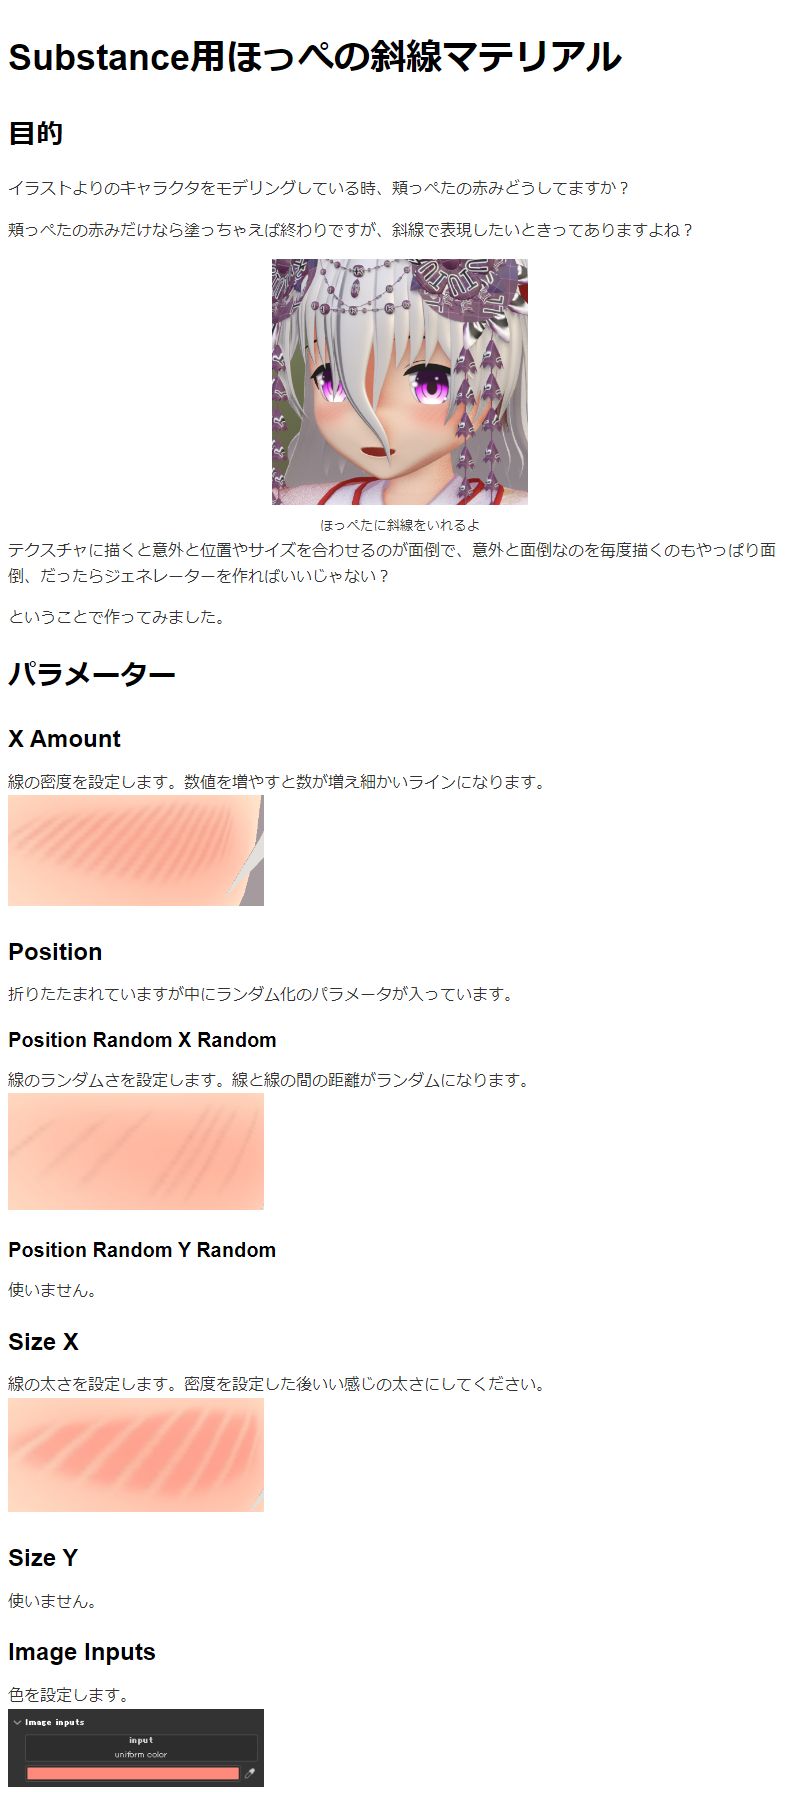 Substance用ほっぺの斜線マテリアル
目的
イラストよりのキャラクタをモデリングしている時、頬っぺたの赤みどうしてますか？
頬っぺたの赤みだけなら塗っちゃえば終わりですが、斜線で表現したいときってありますよね？
ほっぺたに斜線をいれるよ
テクスチャに描くと意外と位置やサイズを合わせるのが面倒で、意外と面倒なのを毎度描くのもやっぱり面
倒、だったらジェネレーターを作ればいいじゃない？
ということで作ってみました。
パラメーター
X Amount
線の密度を設定します。数値を増やすと数が増え細かいラインになります。
Position
折りたたまれていますが中にランダム化のパラメータが入っています。
Position Random X Random
線のランダムさを設定します。線と線の間の距離がランダムになります。
Position Random Y Random
使いません。
Size X
線の太さを設定します。密度を設定した後いい感じの太さにしてください。
Size Y
使いません。
Image Inputs
色を設定します。
Image inputs
input
uniform color